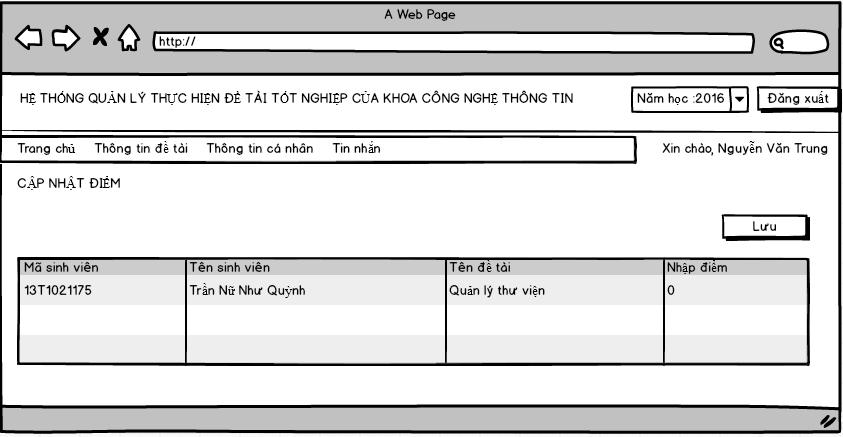 A Web Page
http://
HỆ THỐNG QUẢN LÝ THỰC HIỆN ĐỀ TÀI TỐT NGHIỆP CỦA KHOA CÔNG NGHỆ THÔNG TIN
Năm học :2016
Đăng xuất
Trang chủ Thông tin đề tài Thông tin cá nhân Tin nhắn
Xin chào, Nguyễn Văn Trung
CẬP NHẬT ĐIỂM
Lưu
Mã sinh viên Tên sinh viên Tên đề tài Nhập điểm
13T1021175 Trần Nữ Như Quỳnh Quản lý thư viện 0